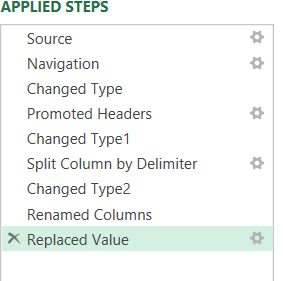 APPLIED STEPS
Source
Navigation
Changed Type
Promoted Headers
Changed Type1
Split Column by Delimiter
Changed Type2
Renamed Columns
Replaced Value